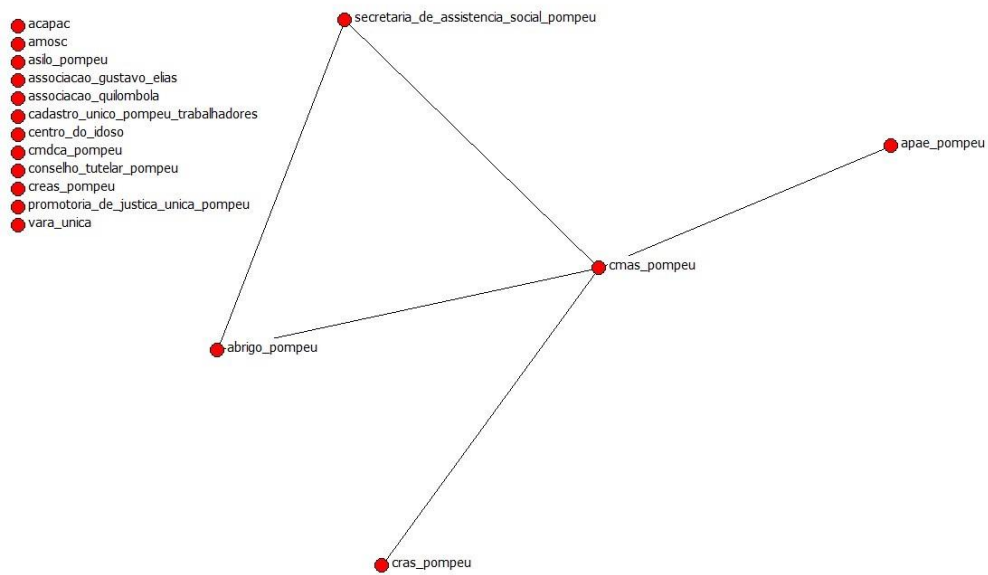 acapac
amosc
asilo_pompeu
associacao_gustavo_elias
associacao_quilombola
cadastro_unico_pompeu_trabalhadores
centro_do_idoso
cmdca_pompeu
conselho_tutelar_pompeu
creas_pompeu
promotoria_de_justica_unica_pompeu
vara_unica
secretaria_de_assistencia_social_pompeu
apae_pompeu
cmas_pompeu
abrigo_pompeu
cras_pompeu